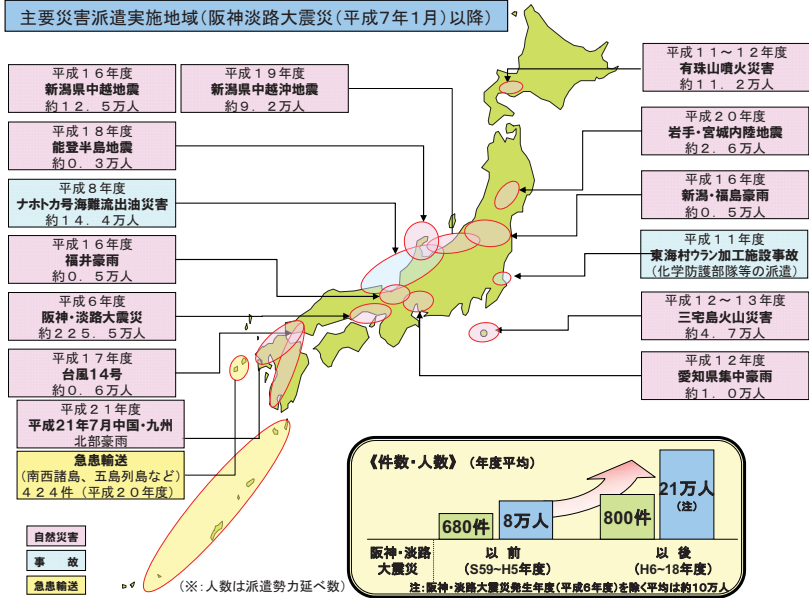 主要災害派遣実施地域(阪神淡路大震災(平成7年1月)以降)
平成16年度
新潟県中越地震
約12.5万人
平成19年度
新潟県中越沖地震
約9.2万人
平成18年度
能登半島地震
約0.3万人
平成8年度
ナホトカ号海難流出油災害
約14.4万人
平成16年度
福井豪雨
約0.5万人
平成6年度
阪神・淡路大震災
約225.5万人
平成17年度
台風14号
約0.6万人
平成21年度
平成21年7月中国・九州
北部豪雨
急患輸送
(南西諸島、五島列島など)
424件(平成20年度)
平成11～12年度
有珠山噴火災害
約11.2万人
平成20年度
岩手・宮城内陸地震
約2.6万人
平成16年度
新潟・福島豪雨
約0.5万人
平成11年度
東海村ウラン加工施設事故
(化学防護部隊等の派遣)
平成12～13年度
三宅島火山災害
約4.7万人
平成12年度
愛知県集中豪雨
約1.0万人
自然災害
事 故
急患輸送
(※:人数は派遣勢力延べ数)
《件数・人数》(年度平均)
680件
8万人
800件
21万人
(注)
阪神・淡路
大震災
以 前
(S59~H5年度)
以 後
(H6~18年度)
注:阪神・淡路大震災発生年度(平成6年度)を除く平均は約10万人